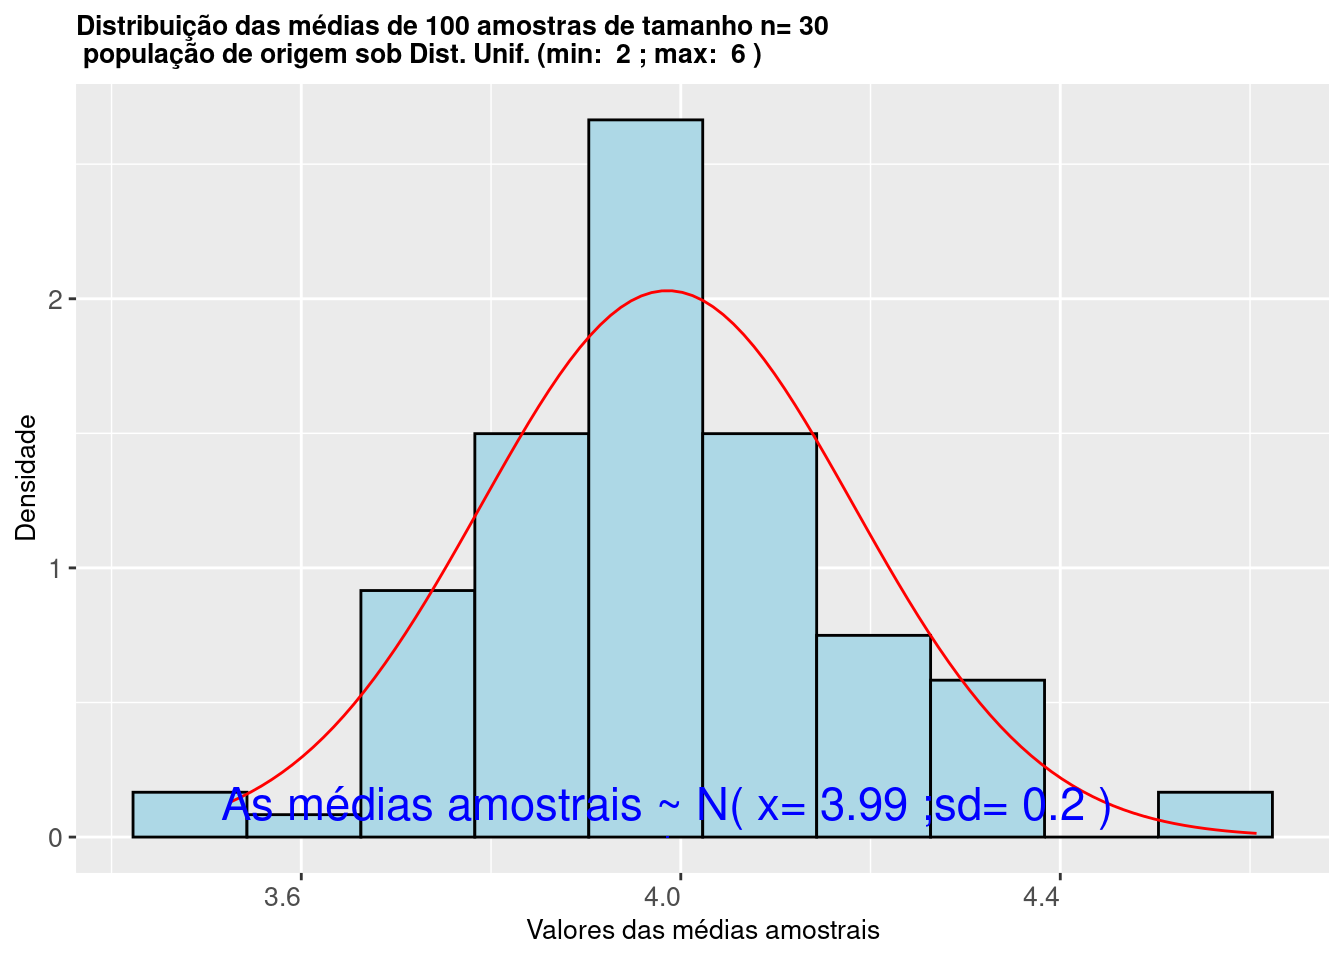 Distribuição das médias de 100 amostras de tamanho n= 30
população de origem sob Dist. Unif. (min: 2 ; max: 6 )
Densidade
2
1
0
As médias amostrais ~ N( x= 3.99 ;sd= 0.2 )
3.6 4.0 4.4
Valores das médias amostrais